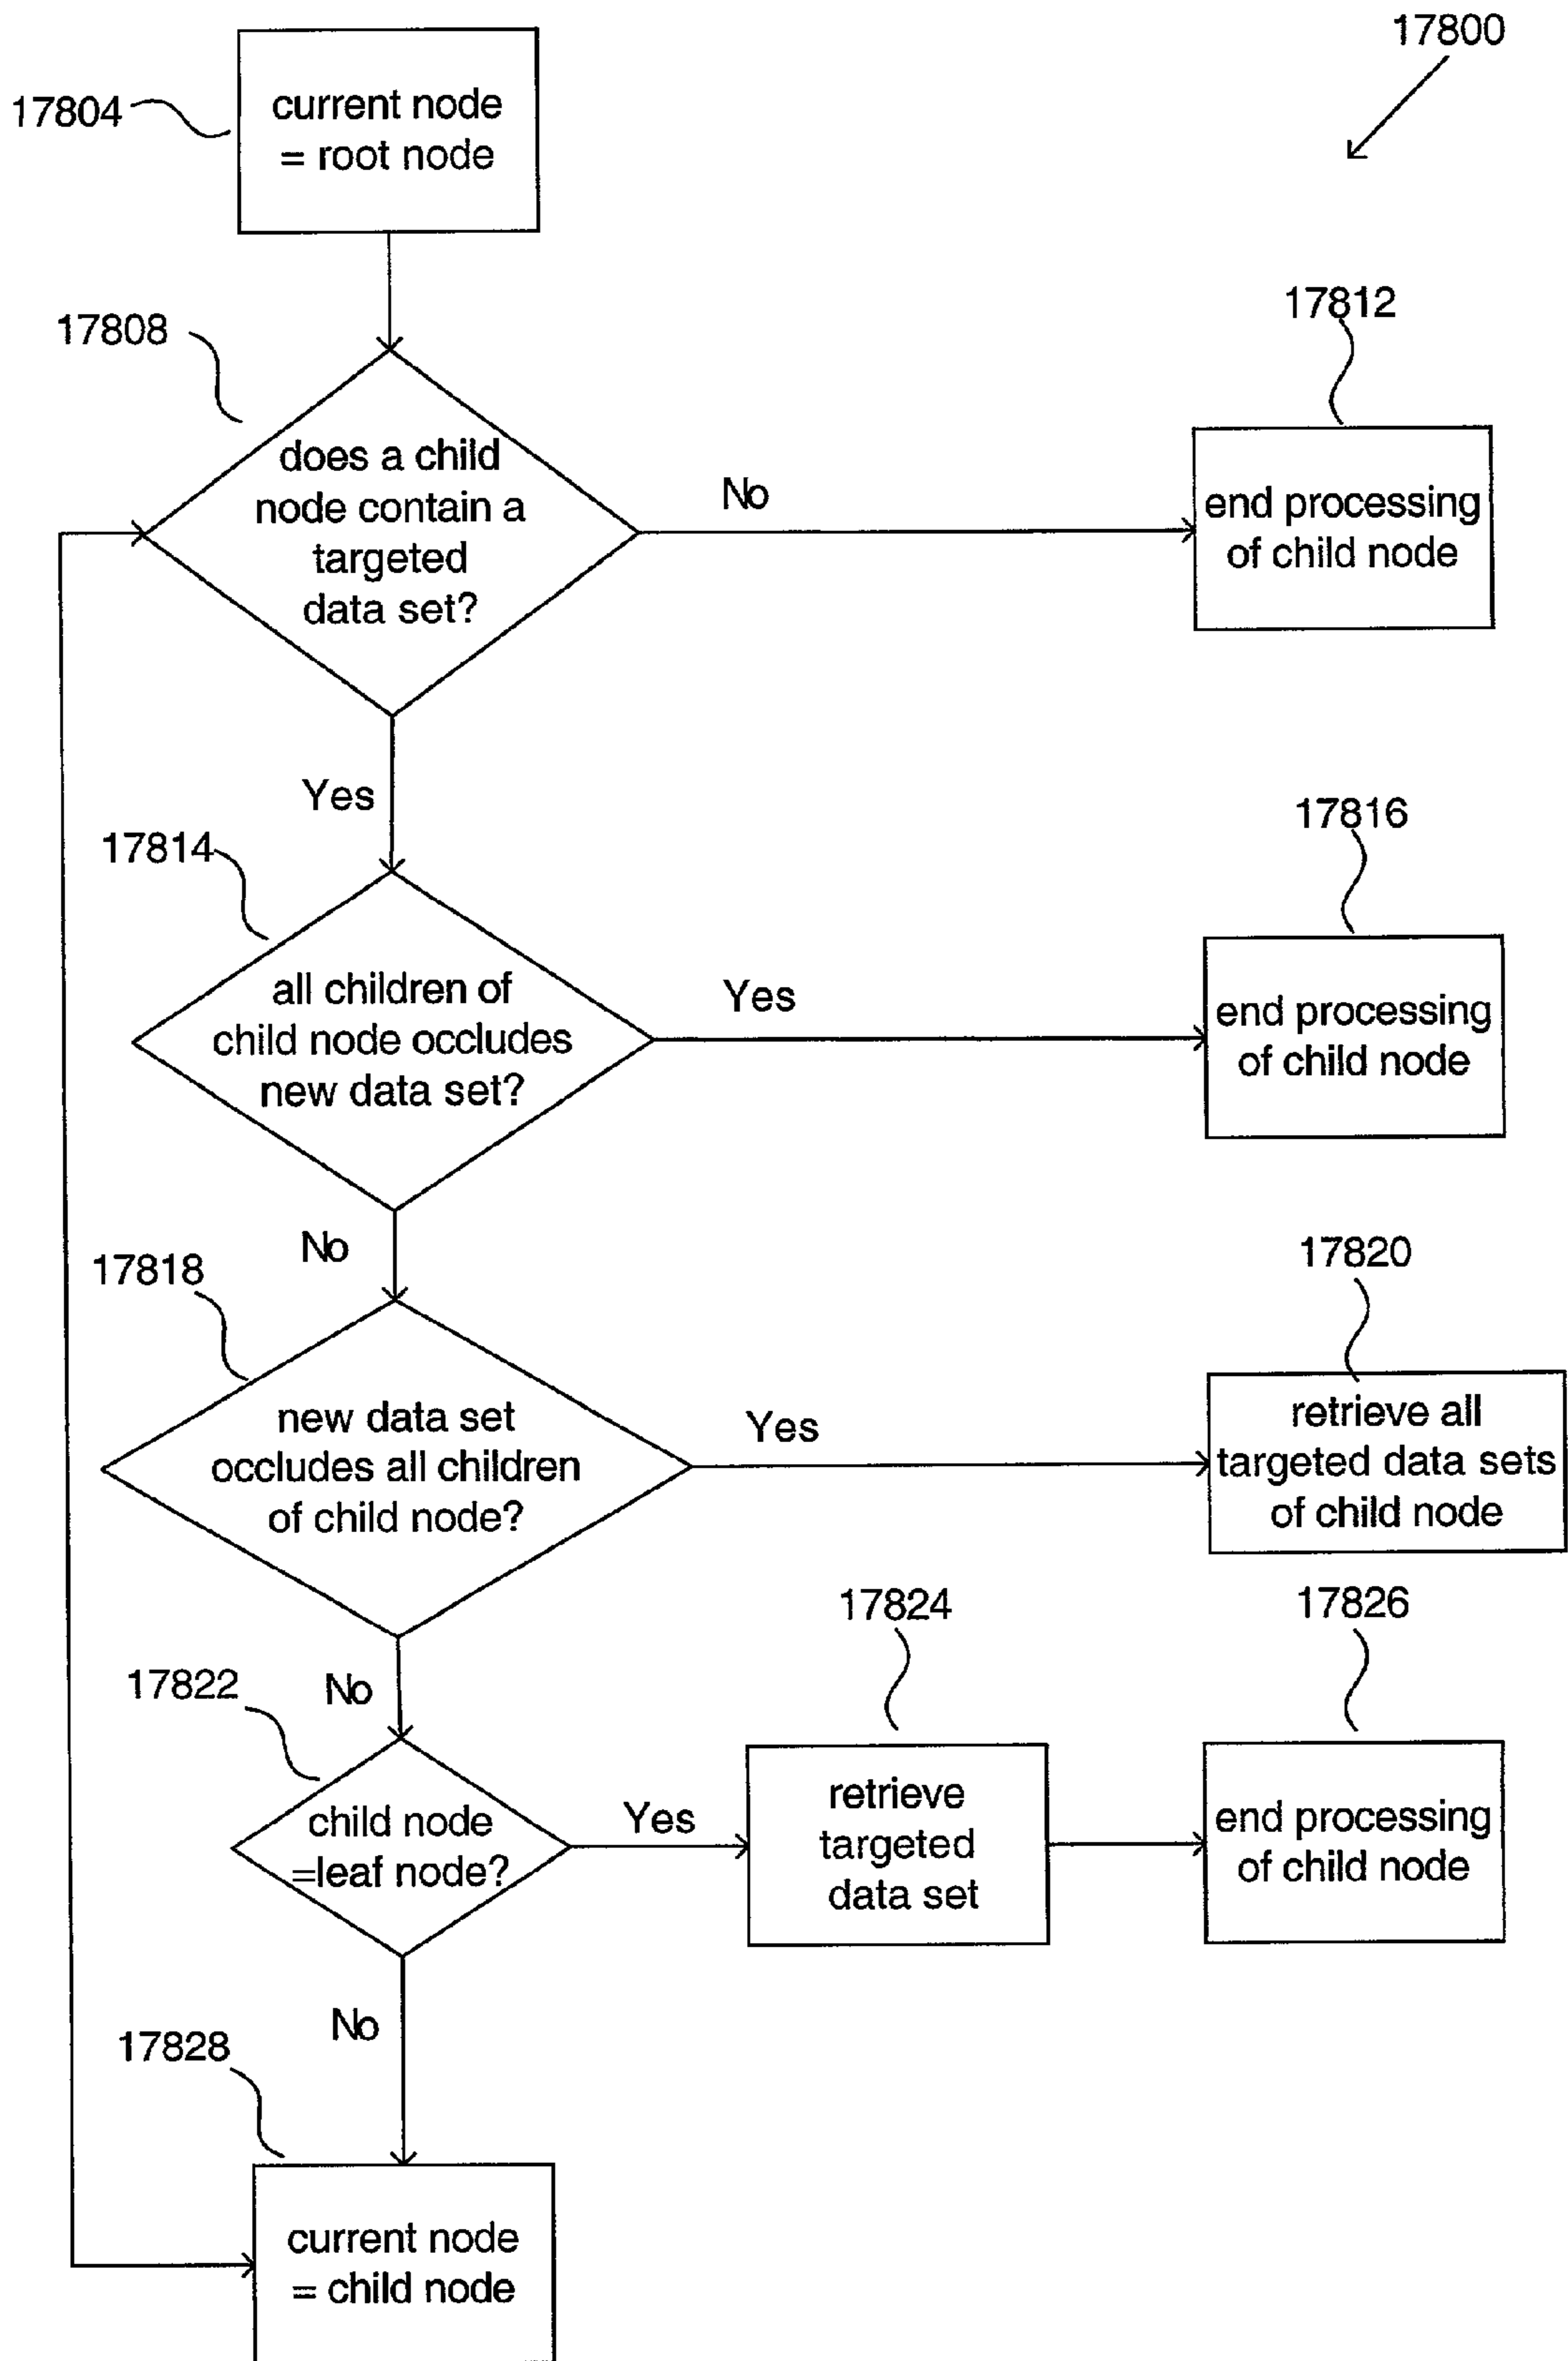 17800
17804
current node
= root node
17808
does a child
node contain a
targeted
data set?
No
17812
end processing
of child node
Yes
17814
all children of
child node occludes
new data set?
Yes
17816
end processing
of child node
No
17818
new data set
occludes all children
of child node?
Yes
17820
retrieve all
targeted data sets
of child node
No
17822
child node
=leaf node?
Yes
17824
retrieve
targeted
data set
17826
end processing
of child node
No
17828
current node
= child node